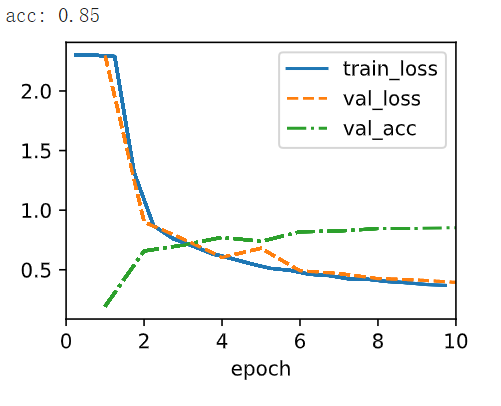 acc: 0.85
train_loss
val_loss
val_acc
2.0
1.5
1.0
0.5
0 2 4 6 8 10
epoch